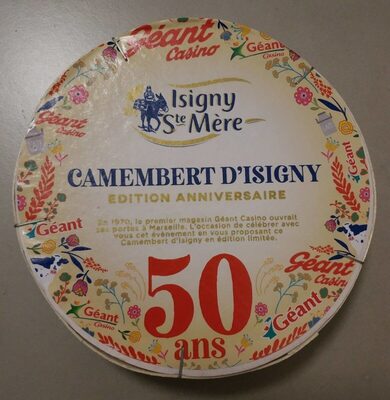 Géant
Casino
Géant
Casino
Géant
Casino
Isigny
Ste Mère
Géant
CAMEMBERT D'ISIGNY
EDITION ANNIVERSAIRE
En 1970, le premier magasin Géant Casino ouvrait
ses portes à Marseille. L'occasion de célébrer avec
vous cet événement en vous proposant ce
Camembert d'Isigny en édition limitée.
Géant
Géant
Casino
50
ans
Géant
Casino
Géant